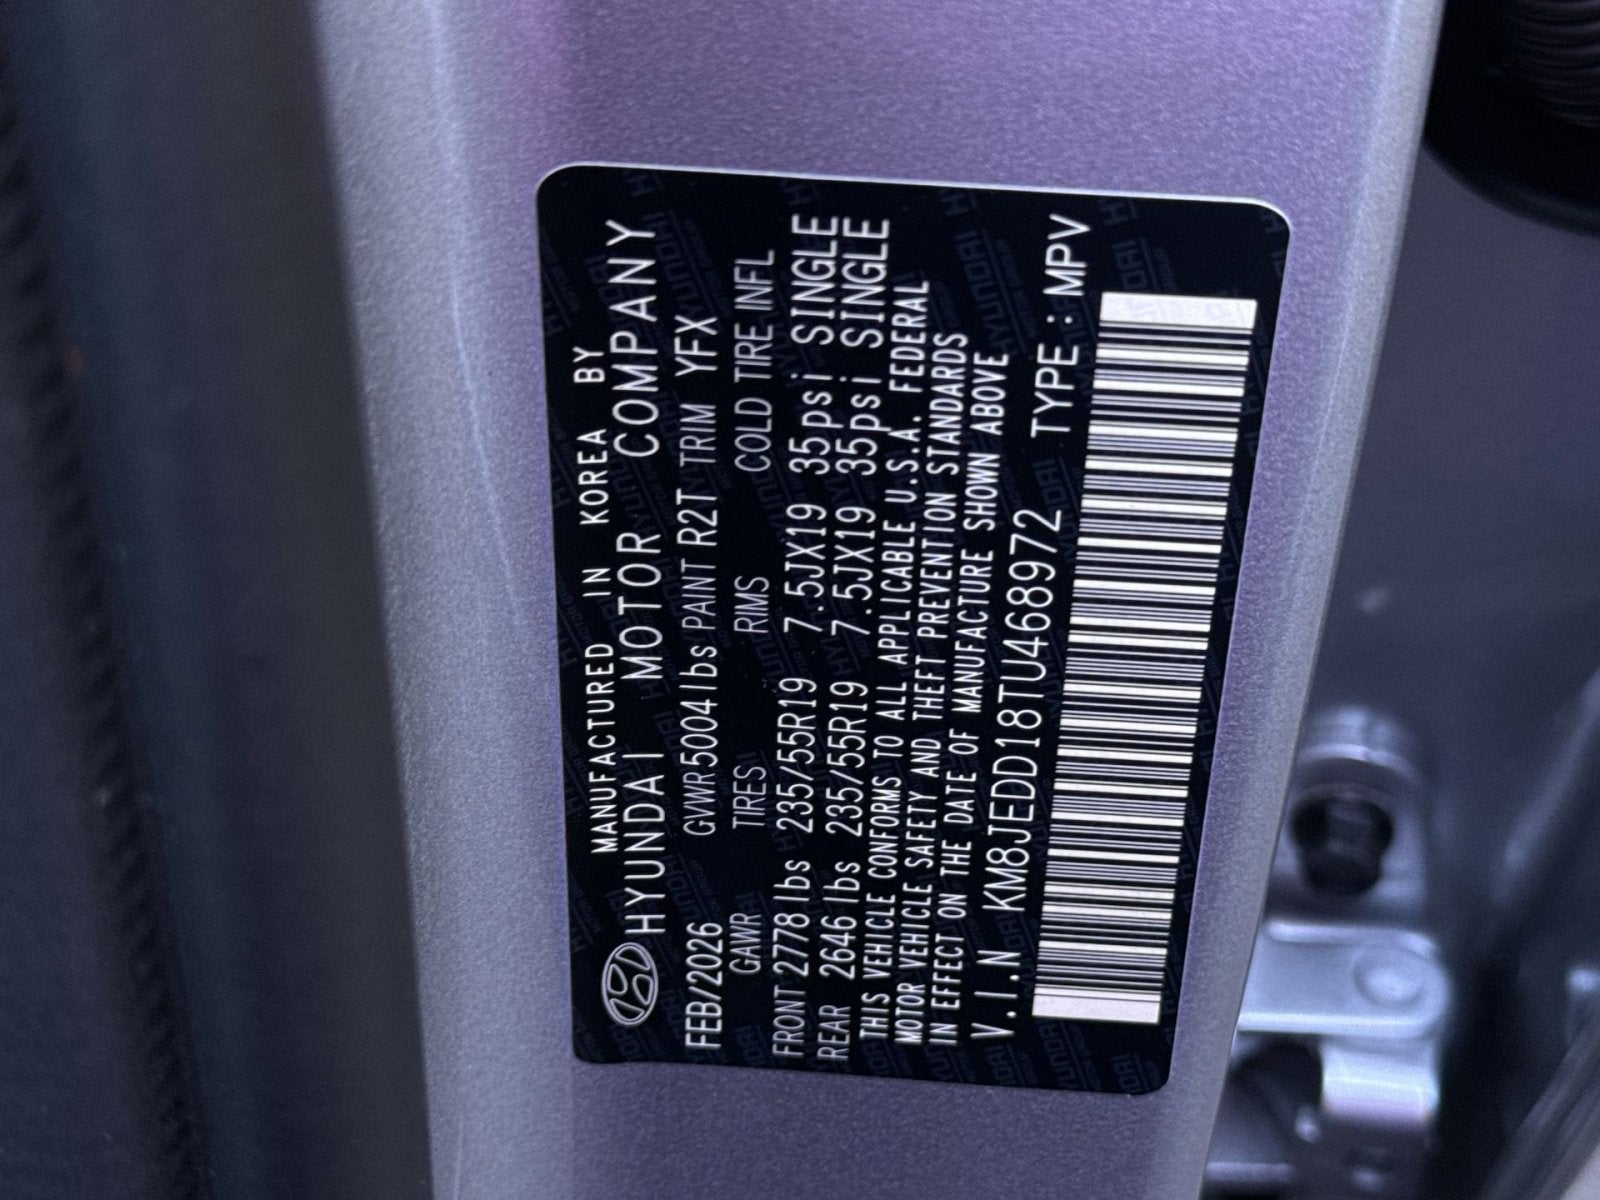 MANUFACTURED IN KOREA BY
HYUNDAI MOTOR COMPANY
FEB/2026 GVWR5004lbs PAINT R2T TRIM YFX
GAWR TIRES RIMS COLD TIRE INFL
FRONT 2778lbs 235/55R19 7.5JX19 35psi SINGLE
REAR 2646lbs 235/55R19 7.5JX19 35psi SINGLE
THIS VEHICLE CONFORMS TO ALL APPLICABLE U.S.A. FEDERAL
MOTOR VEHICLE SAFETY AND THEFT PREVENTION STANDARDS
IN EFFECT ON THE DATE OF MANUFACTURE SHOWN ABOVE
V.I.N KM8JEDD18TU468972 TYPE:MPV